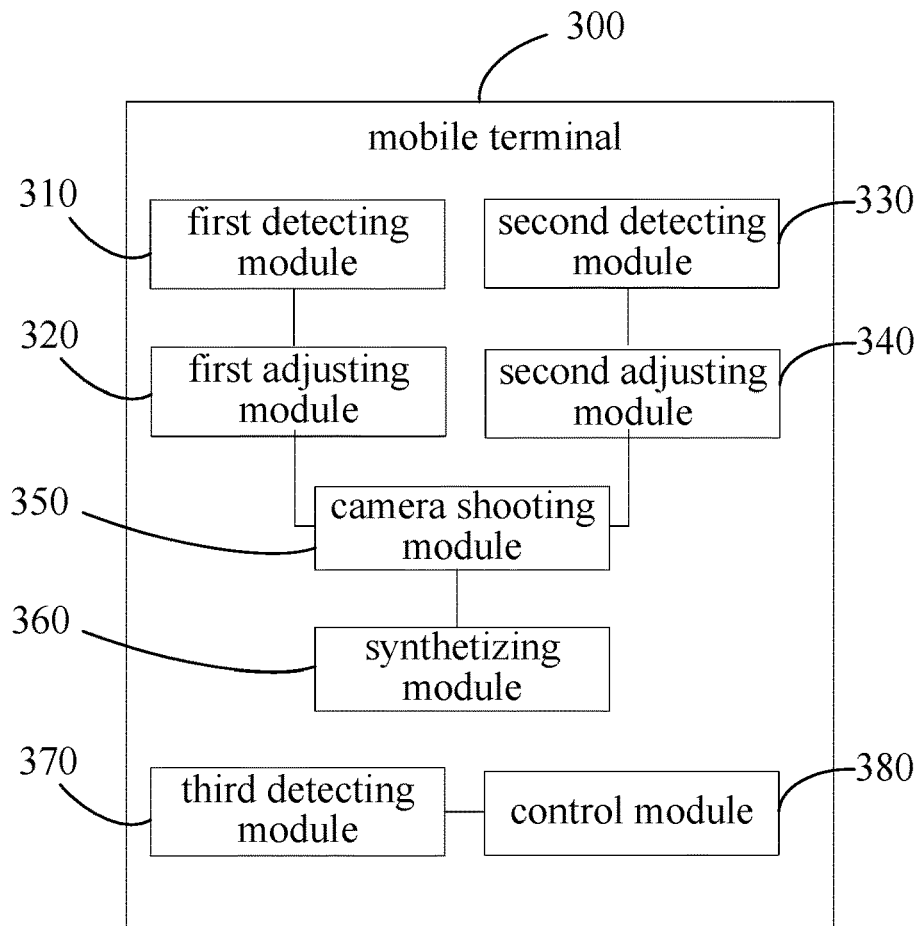 300
mobile terminal
310
first detecting
module
330
second detecting
module
320
first adjusting
module
340
second adjusting
module
350
camera shooting
module
360
synthetizing
module
370
third detecting
module
380
control module